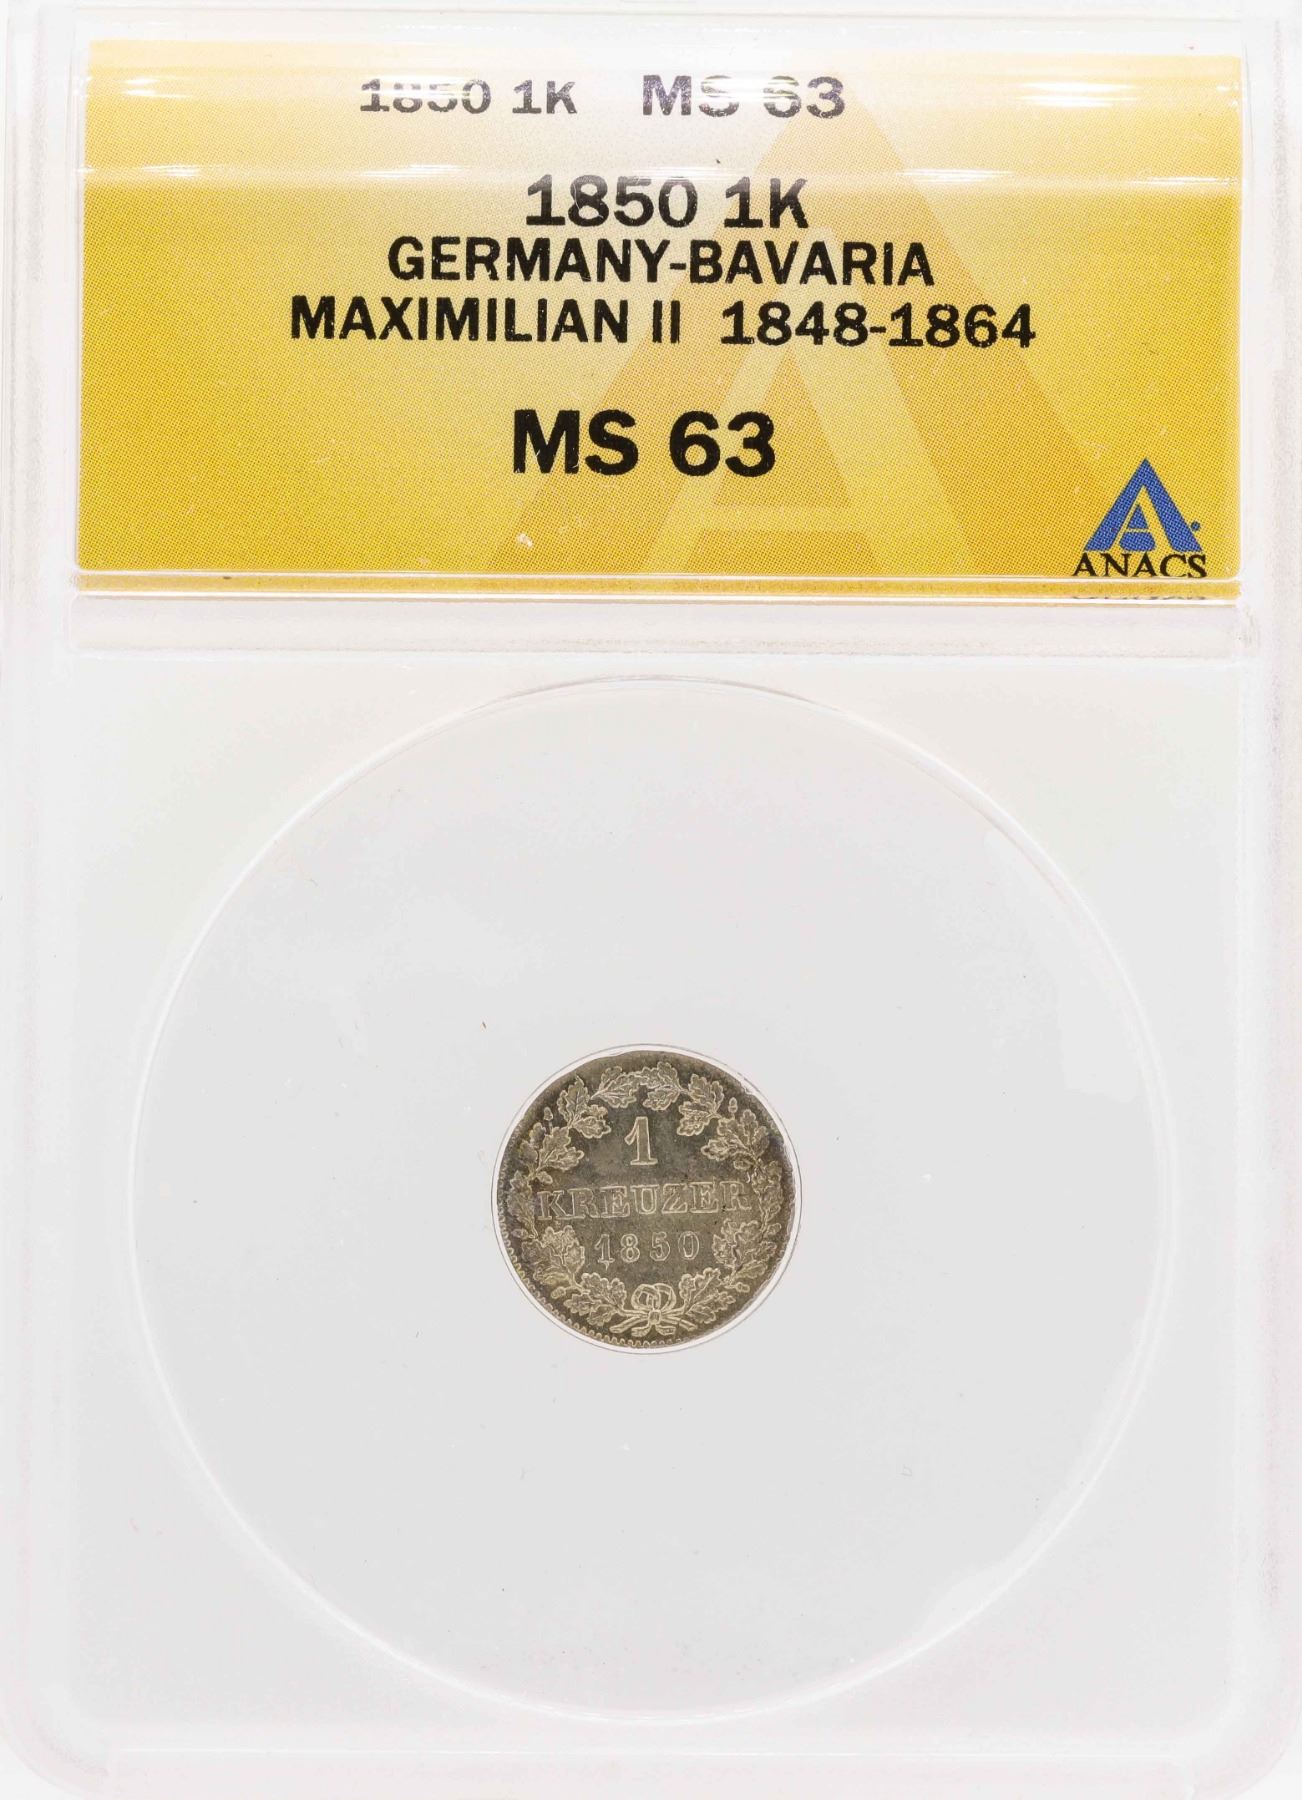 1850 1K MS 63
1850 1K
GERMANY-BAVARIA
MAXIMILIAN II 1848-1864
MS 63
ANACS
1
KREUZER
1850